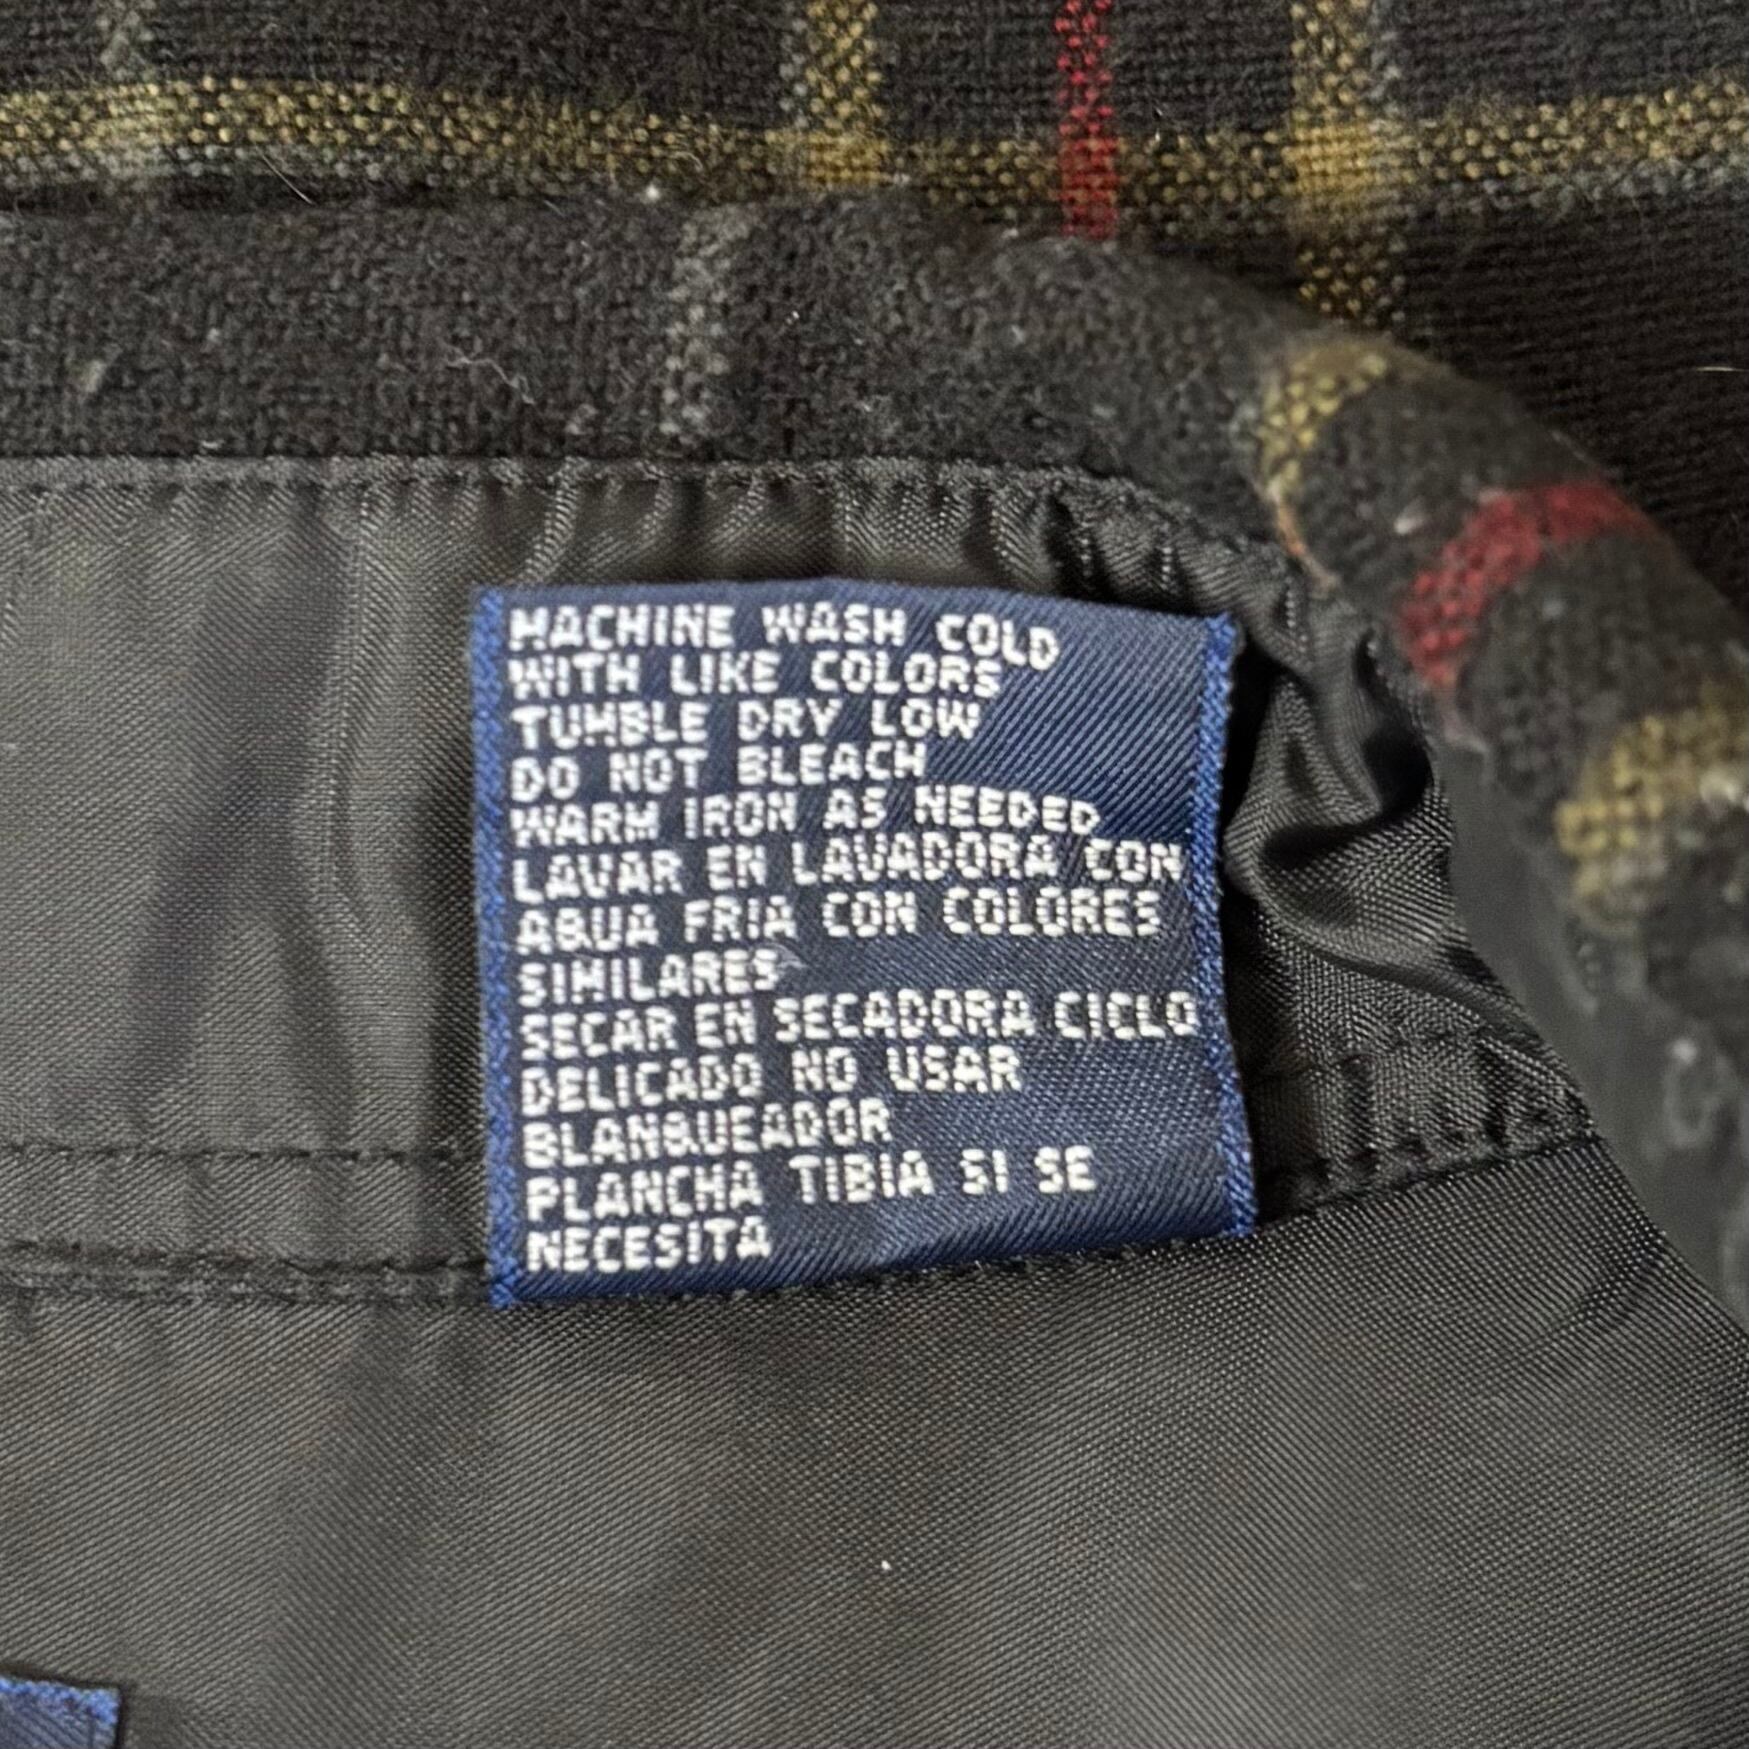 MACHINE WASH COLD
WITH LIKE COLORS
TUMBLE DRY LOW
DO NOT BLEACH
WARM IRON AS NEEDED
LAVAR EN LAVADORA CON
AQUA FRIA CON COLORES
SIMILARES
SECAR EN SECADORA CICLO
DELICADO NO USAR
BLANQUEADOR
PLANCHA TIBIA SI SE
NECESITA